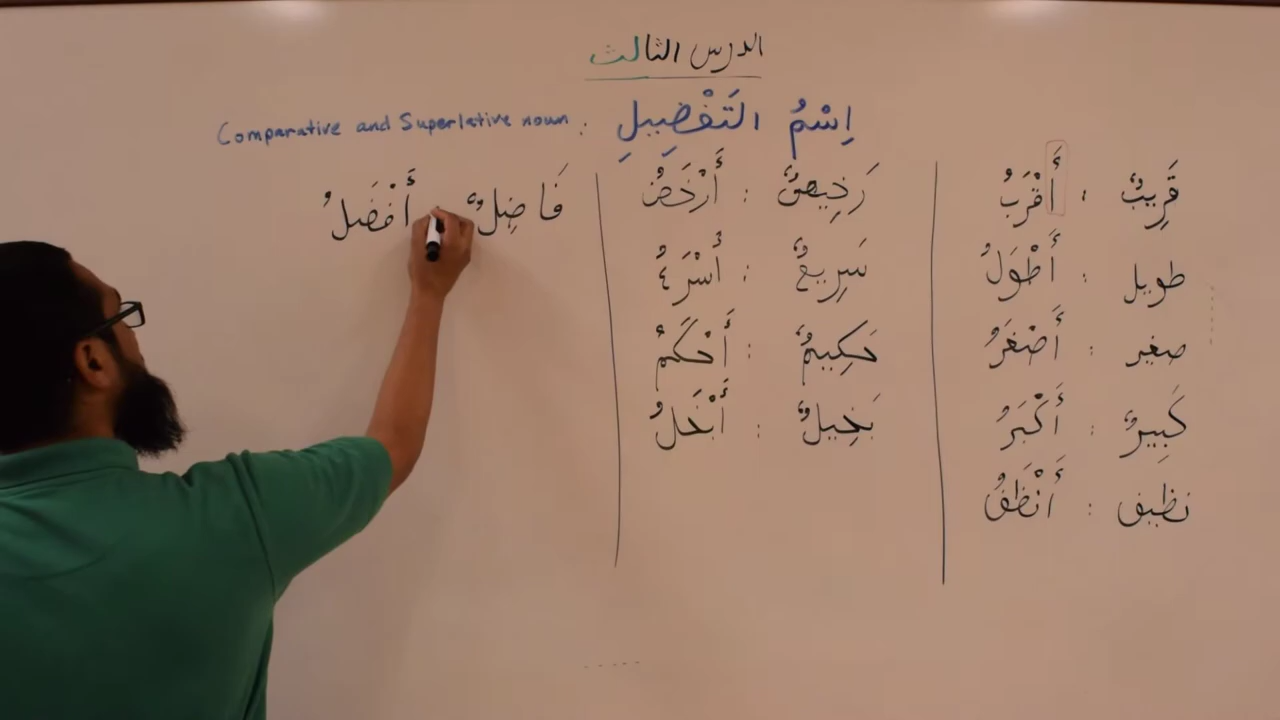 الدرس الثالث
اِسْمُ التَفْضِيلِ : Comparative and Superlative noun
قَرِيبٌ : أَقْرَبُ
طويل : أَطْوَلُ
صغير : أَصْغَرُ
كَبِيرٌ : أَكْبَرُ
نظيف : أَنْظَفُ
رَخِيصٌ : أَرْخَصُ
سَرِيعٌ : أَسْرَعُ
حَكِيمٌ : أَحْكَمُ
بَخِيلٌ : أَبْخَلُ
فَاضِلٌ أَفْضَلُ